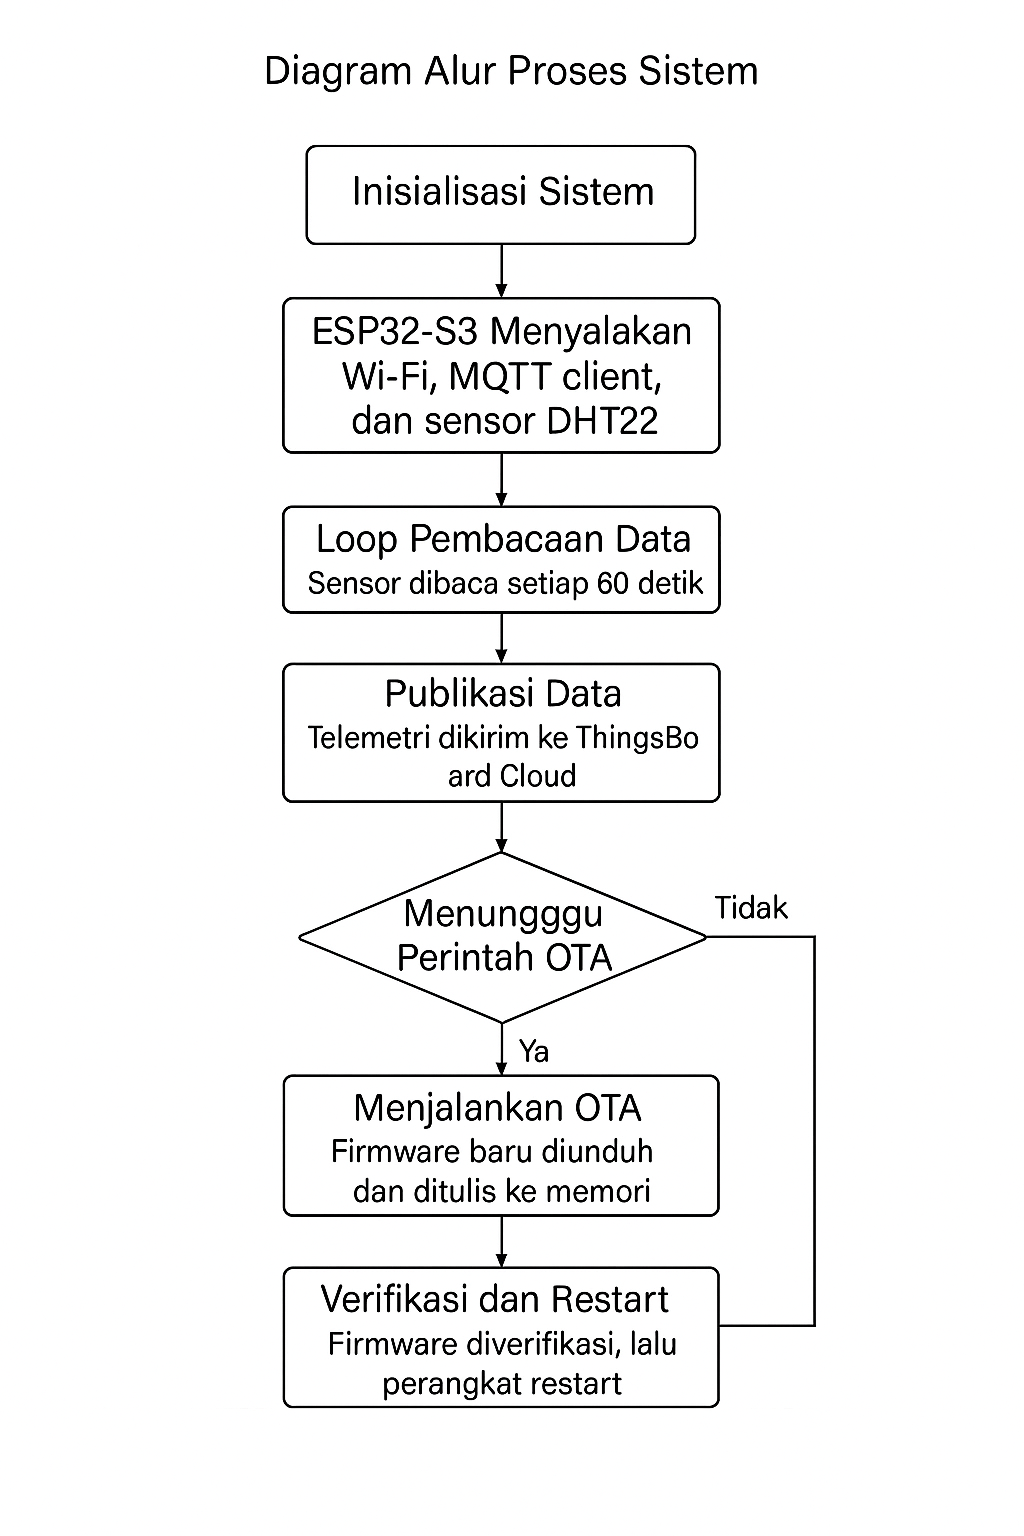 Diagram Alur Proses Sistem
Inisialisasi Sistem
ESP32-S3 Menyalakan
Wi-Fi, MQTT client,
dan sensor DHT22
Loop Pembacaan Data
Sensor dibaca setiap 60 detik
Publikasi Data
Telemetri dikirim ke ThingsBo
ard Cloud
Menungggu
Perintah OTA
Tidak
Ya
Menjalankan OTA
Firmware baru diunduh
dan ditulis ke memori
Verifikasi dan Restart
Firmware diverifikasi, lalu
perangkat restart